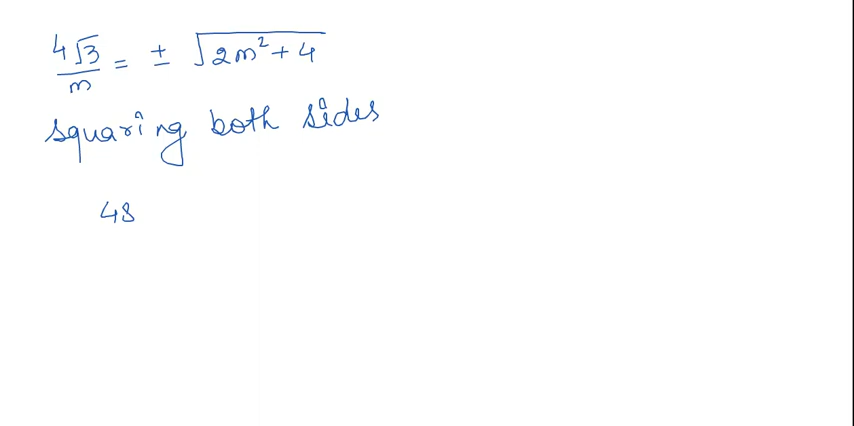 4√3/m = ± √(2m² + 4)
squaring both sides
48